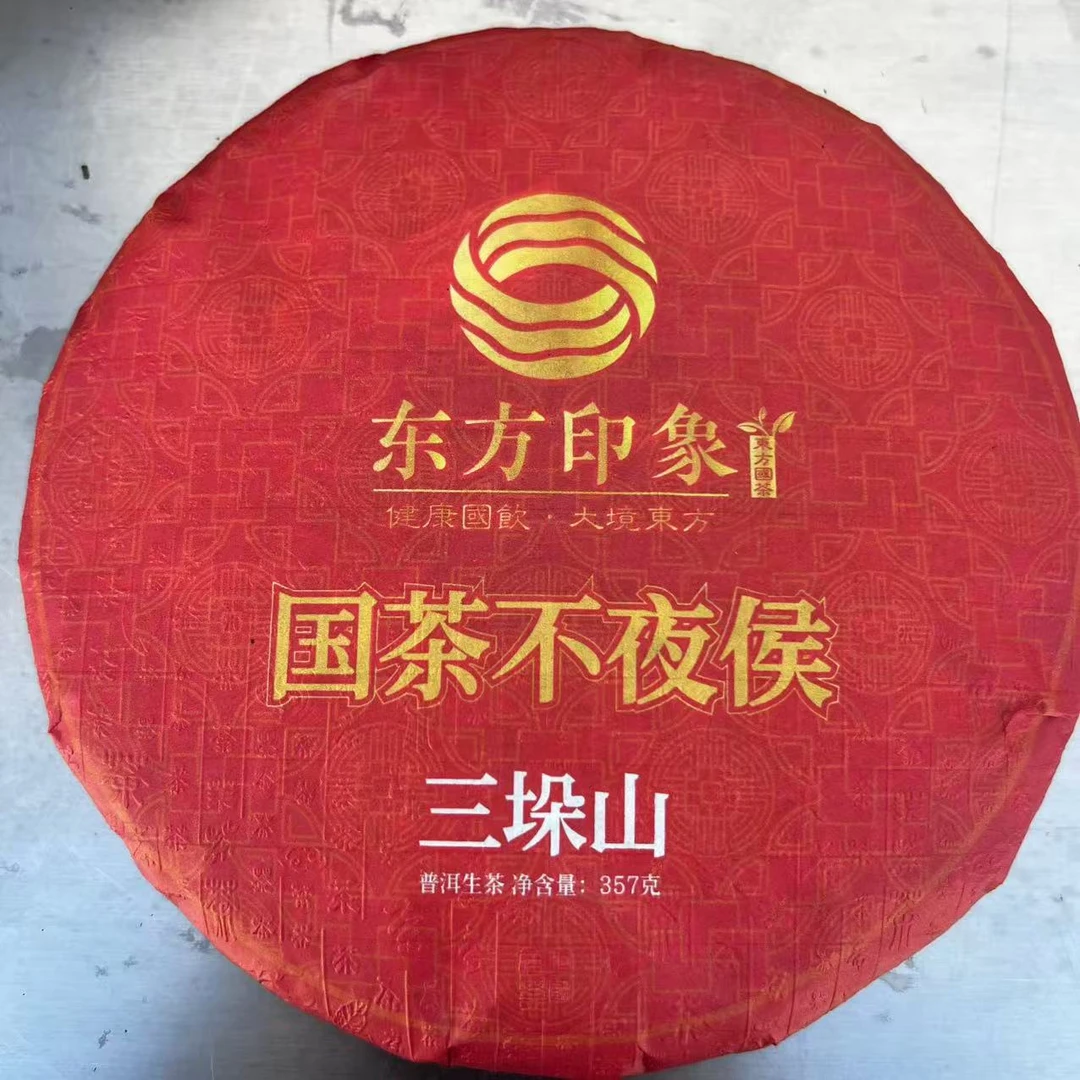 东方印象
東方國茶
健康國飲·大境東方
国茶不夜侯
三垛山
普洱生茶 净含量：357克